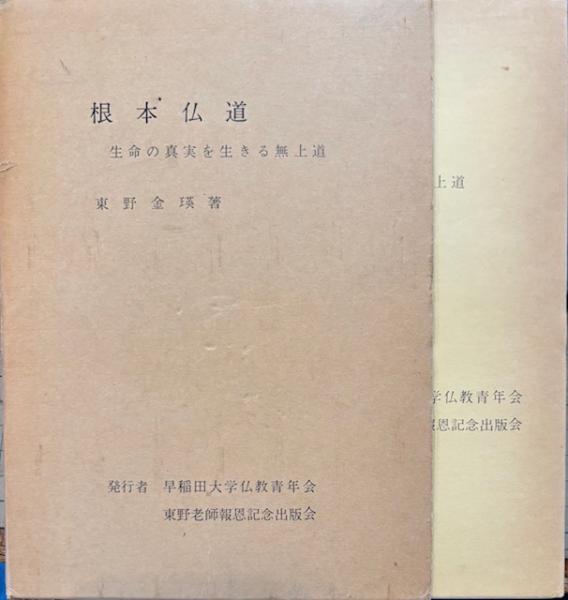 根本仏道
生命の真実を生きる無上道
東野金瑛著
発行者 早稲田大学仏教青年会
東野老師報恩記念出版会
上道
学仏教青年会
報恩記念出版会